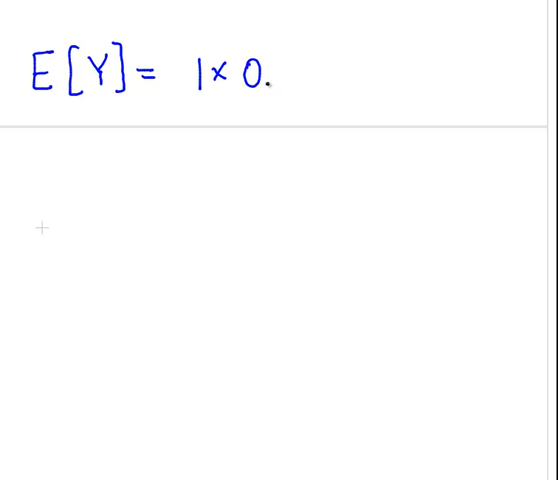 E[Y] = 1 × 0.